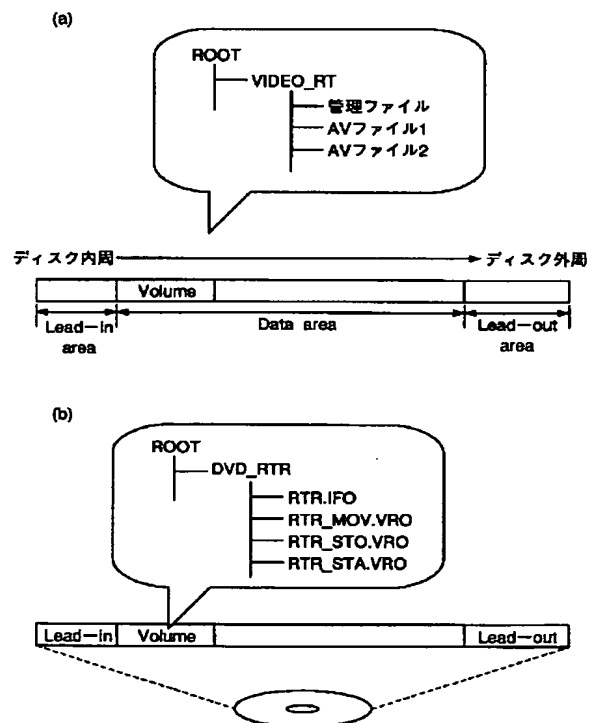 (a)
ROOT
VIDEO_RT
管理ファイル
AVファイル1
AVファイル2
ディスク内周
ディスク外周
Volume
Lead-in area
Data area
Lead-out area
(b)
ROOT
DVD_RTR
RTR.IFO
RTR_MOV.VRO
RTR_STO.VRO
RTR_STA.VRO
Lead-in
Volume
Lead-out